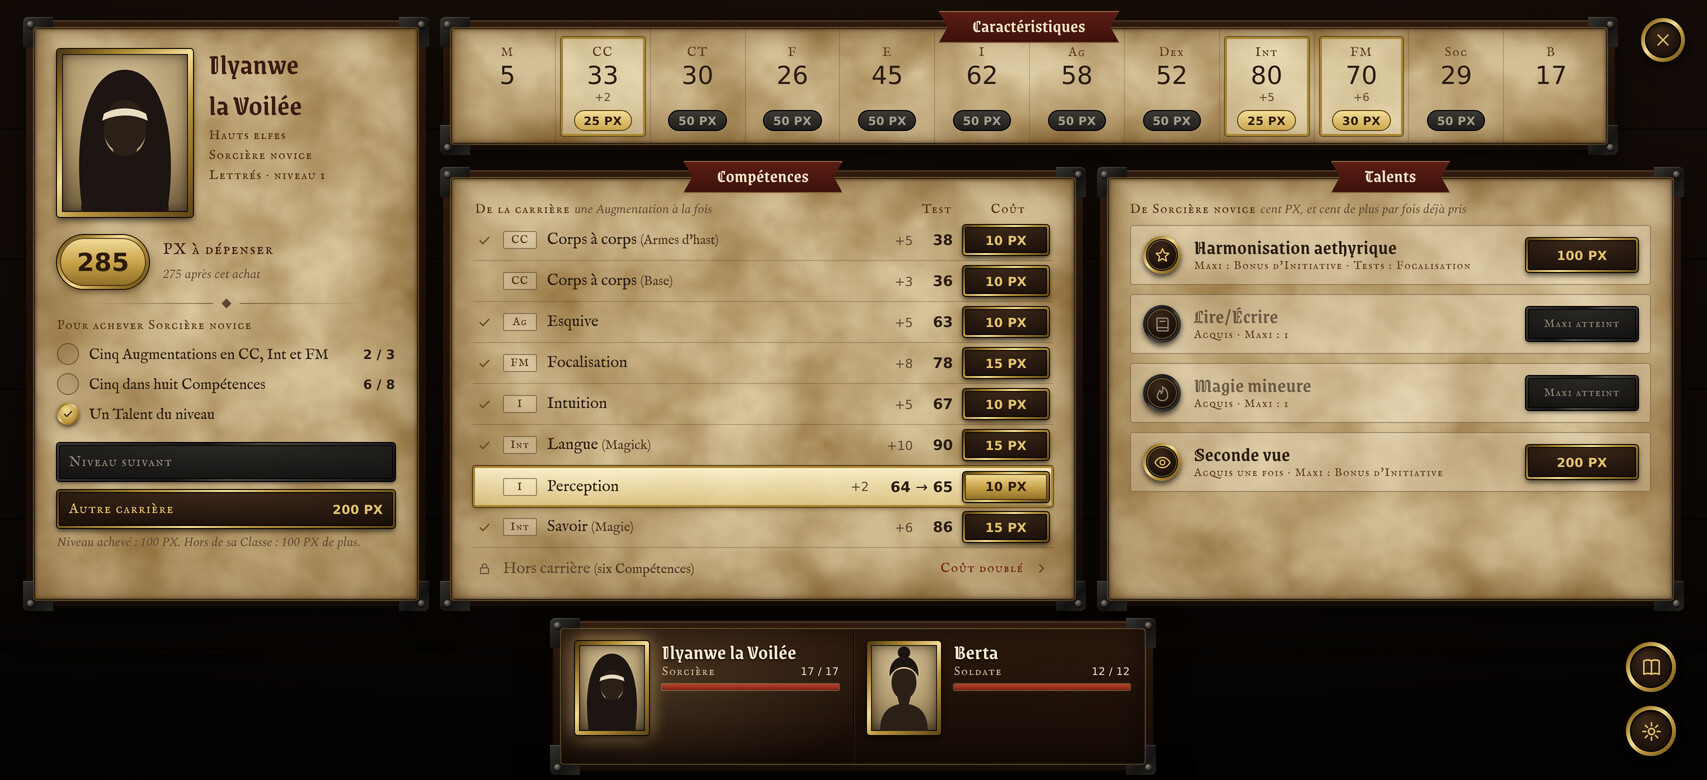 Ilyanwe
la Voilée
Hauts elfes
Sorcière novice
Lettrés · niveau 1
285
PX à dépenser
275 après cet achat
Pour achever Sorcière novice
Cinq Augmentations en CC, Int et FM 2 / 3
Cinq dans huit Compétences 6 / 8
Un Talent du niveau
Niveau suivant
Autre carrière 200 PX
Niveau achevé : 100 PX. Hors de sa Classe : 100 PX de plus.
Caractéristiques
M CC CT F E I Ag Dex Int FM Soc B
5 33 30 26 45 62 58 52 80 70 29 17
+2 +5 +6
25 PX 50 PX 50 PX 50 PX 50 PX 50 PX 50 PX 25 PX 30 PX 50 PX
Compétences
De la carrière une Augmentation à la fois Test Coût
CC Corps à corps (Armes d'hast) +5 38 10 PX
CC Corps à corps (Base) +3 36 10 PX
Ag Esquive +5 63 10 PX
FM Focalisation +8 78 15 PX
I Intuition +5 67 10 PX
Int Langue (Magick) +10 90 15 PX
I Perception +2 64 → 65 10 PX
Int Savoir (Magie) +6 86 15 PX
Hors carrière (six Compétences) Coût doublé
Talents
De Sorcière novice cent PX, et cent de plus par fois déjà pris
Harmonisation aethyrique
Maxi : Bonus d'Initiative · Tests : Focalisation
100 PX
Lire/Écrire
Acquis · Maxi : 1
Maxi atteint
Magie mineure
Acquis · Maxi : 1
Maxi atteint
Seconde vue
Acquis une fois · Maxi : Bonus d'Initiative
200 PX
Ilyanwe la Voilée
Sorcière 17 / 17
Berta
Soldate 12 / 12